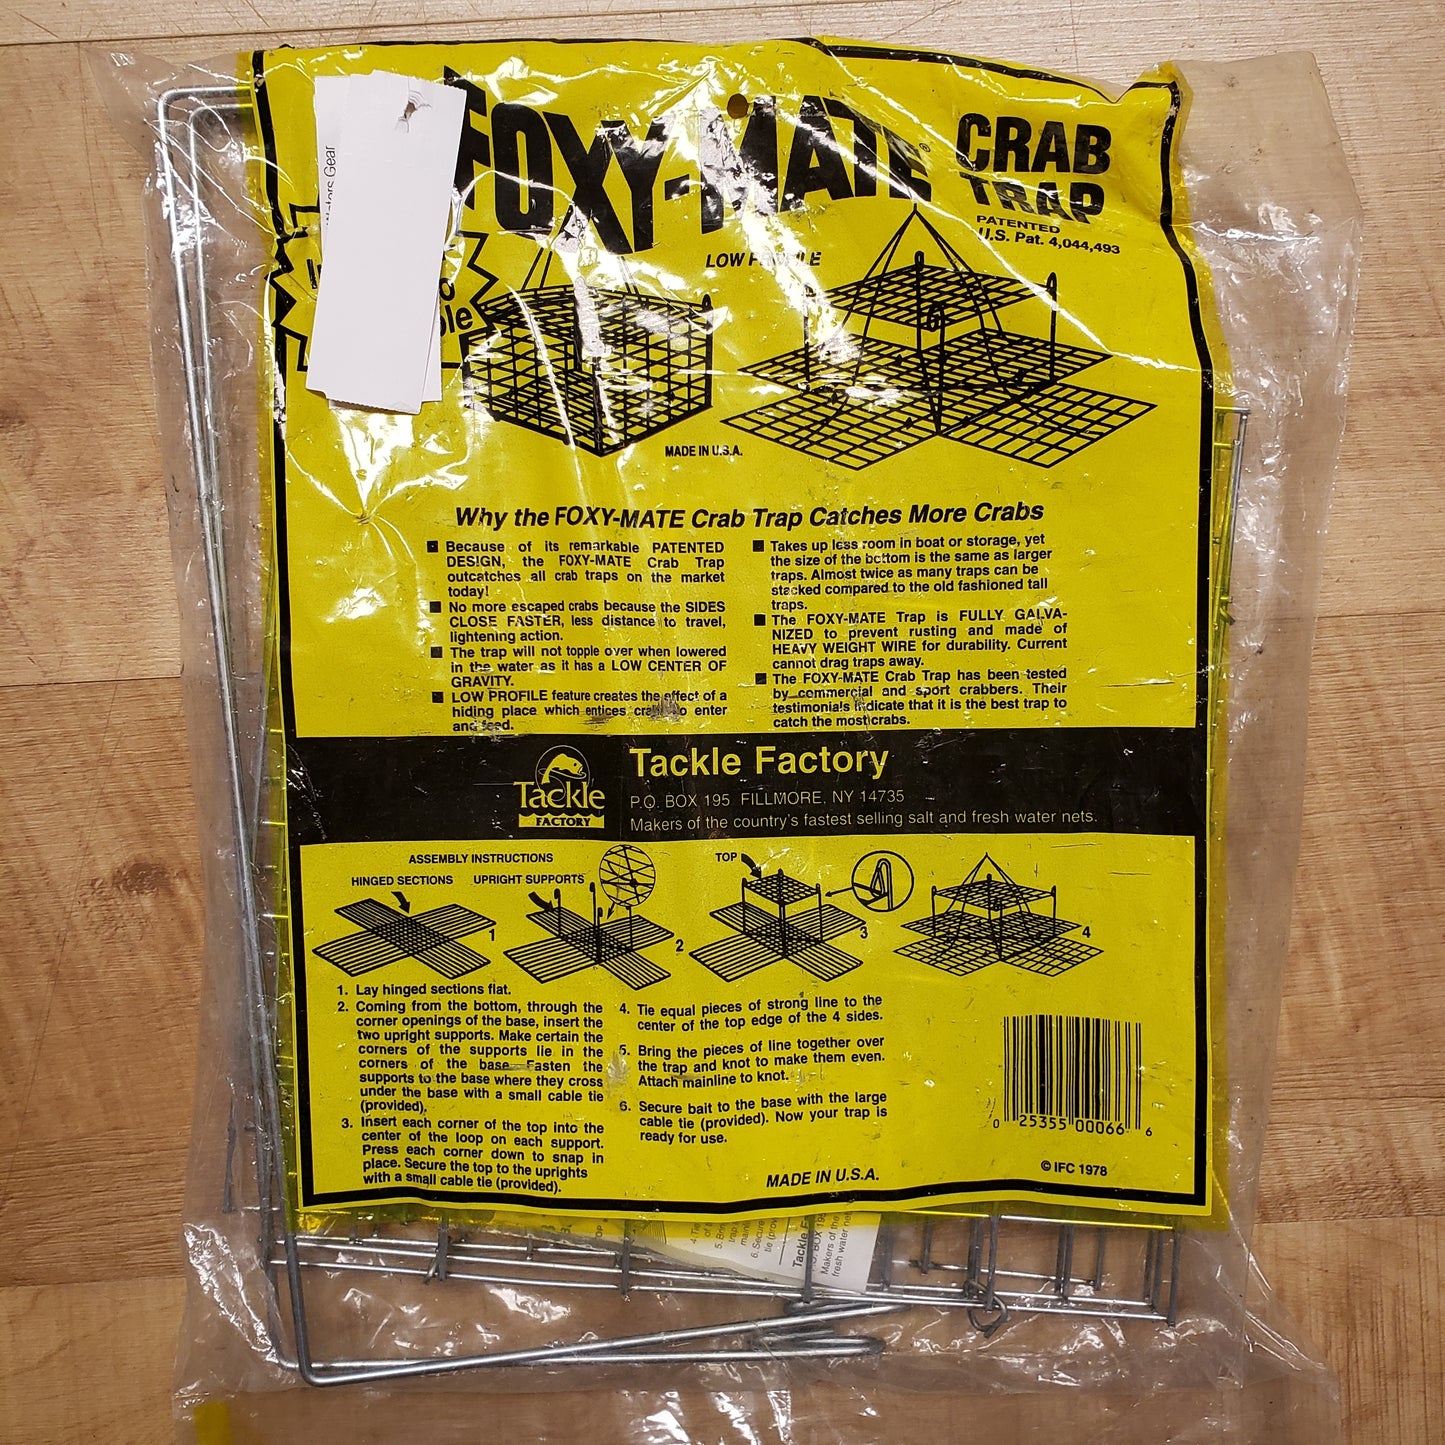 FOXY-MATE®
CRAB
TRAP
PATENTED
U.S. Pat. 4,044,493
LOW PROFILE
Gear
MADE IN U.S.A.
Why the FOXY-MATE Crab Trap Catches More Crabs
■ Because of its remarkable PATENTED
DESIGN, the FOXY-MATE Crab Trap
outcatches all crab traps on the market
today!
■ No more escaped crabs because the SIDES
CLOSE FASTER, less distance to travel,
lightening action.
■ The trap will not topple over when lowered
in the water as it has a LOW CENTER OF
GRAVITY.
■ LOW PROFILE feature creates the effect of a
hiding place which entices crabs to enter
and feed.
■ Takes up less room in boat or storage, yet
the size of the bottom is the same as larger
traps. Almost twice as many traps can be
stacked compared to the old fashioned tall
traps.
■ The FOXY-MATE Trap is FULLY GALVA-
NIZED to prevent rusting and made of
HEAVY WEIGHT WIRE for durability. Current
cannot drag traps away.
■ The FOXY-MATE Crab Trap has been tested
by commercial and sport crabbers. Their
testimonials indicate that it is the best trap to
catch the most crabs.
Tackle
FACTORY
Tackle Factory
P.O. BOX 195 FILLMORE, NY 14735
Makers of the country's fastest selling salt and fresh water nets.
ASSEMBLY INSTRUCTIONS
HINGED SECTIONS
UPRIGHT SUPPORTS
TOP
1
2
3
4
1. Lay hinged sections flat.
2. Coming from the bottom, through the
corner openings of the base, insert the
two upright supports. Make certain the
corners of the supports lie in the
corners of the base. Fasten the
supports to the base where they cross
under the base with a small cable tie
(provided).
3. Insert each corner of the top into the
center of the loop on each support.
Press each corner down to snap in
place. Secure the top to the uprights
with a small cable tie (provided).
4. Tie equal pieces of strong line to the
center of the top edge of the 4 sides.
5. Bring the pieces of line together over
the trap and knot to make them even.
Attach mainline to knot.
6. Secure bait to the base with the large
cable tie (provided). Now your trap is
ready for use.
MADE IN U.S.A.
0 25355 00066 6
© IFC 1978
Makers of the
fresh water